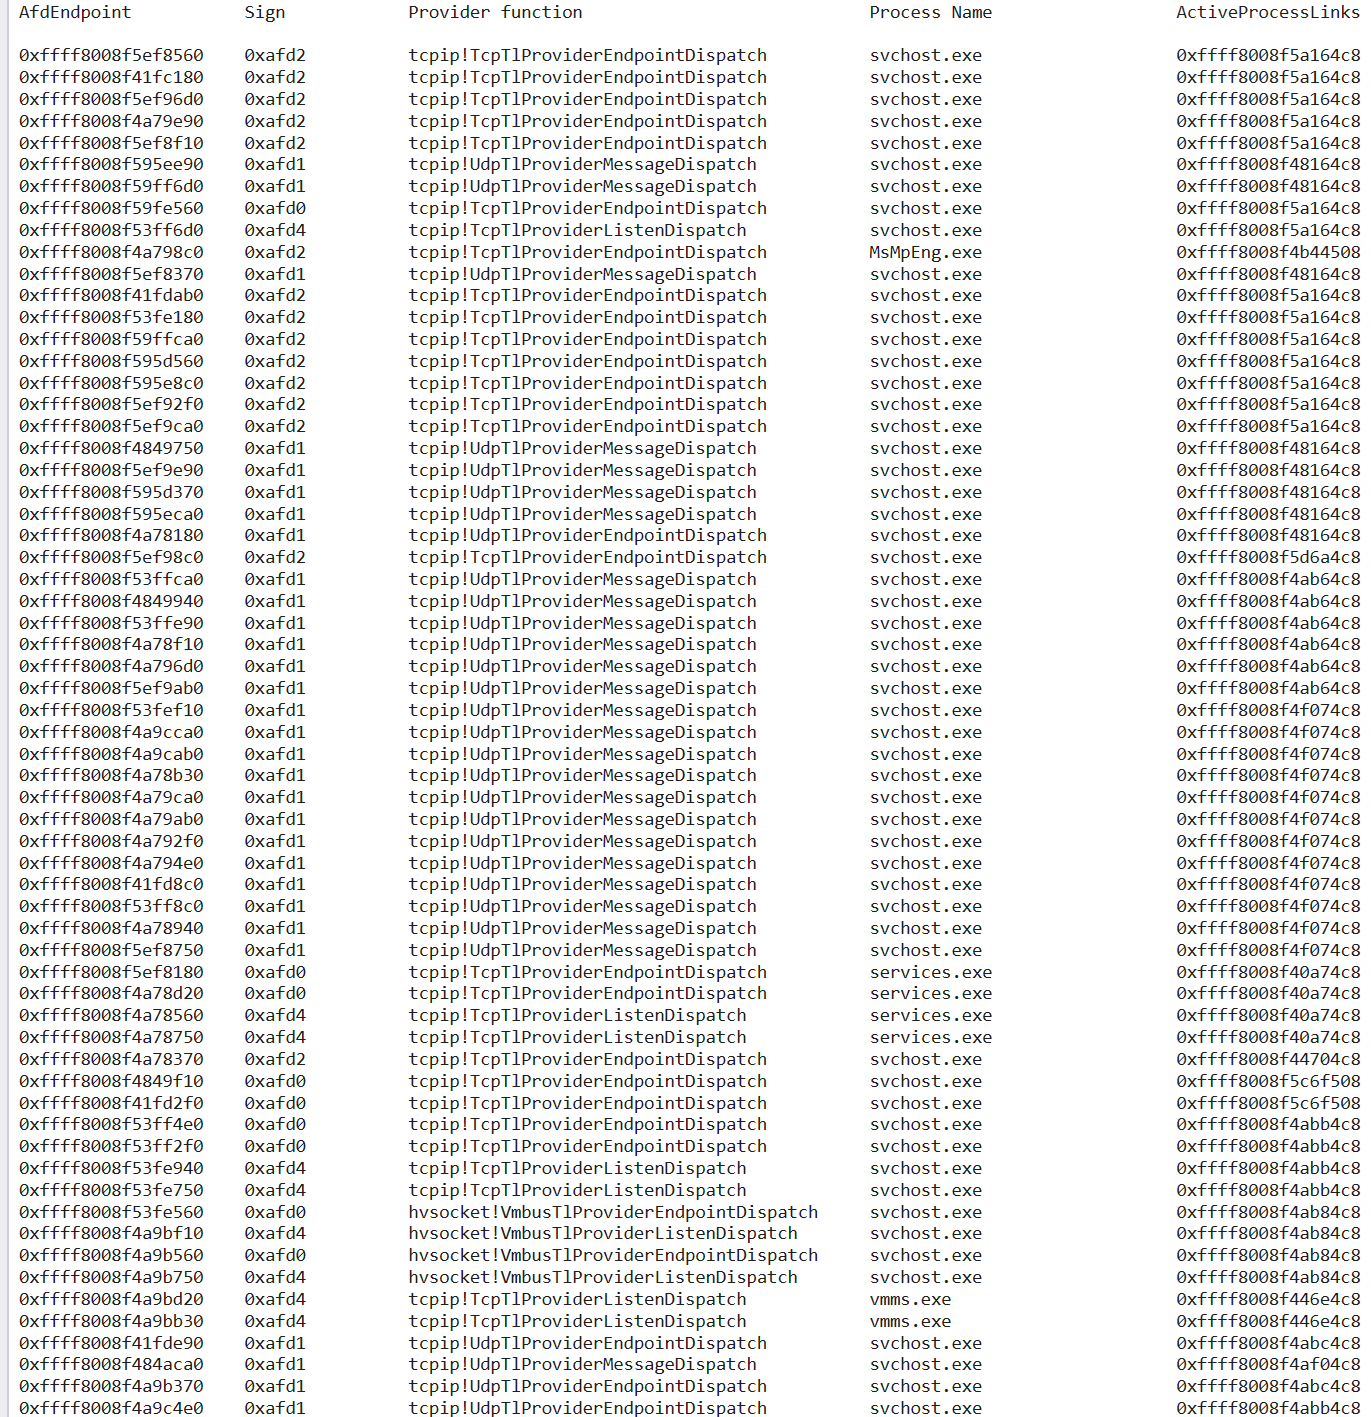 AfdEndpoint Sign Provider function Process Name ActiveProcessLinks
0xffff8008f5ef8560 0xafd2 tcpip!TcpTlProviderEndpointDispatch svchost.exe 0xffff8008f5a164c8
0xffff8008f41fc180 0xafd2 tcpip!TcpTlProviderEndpointDispatch svchost.exe 0xffff8008f5a164c8
0xffff8008f5ef96d0 0xafd2 tcpip!TcpTlProviderEndpointDispatch svchost.exe 0xffff8008f5a164c8
0xffff8008f4a79e90 0xafd2 tcpip!TcpTlProviderEndpointDispatch svchost.exe 0xffff8008f5a164c8
0xffff8008f5ef8f10 0xafd2 tcpip!TcpTlProviderEndpointDispatch svchost.exe 0xffff8008f5a164c8
0xffff8008f595ee90 0xafd1 tcpip!UdpTlProviderMessageDispatch svchost.exe 0xffff8008f48164c8
0xffff8008f59ff6d0 0xafd1 tcpip!UdpTlProviderMessageDispatch svchost.exe 0xffff8008f48164c8
0xffff8008f59fe560 0xafd0 tcpip!TcpTlProviderEndpointDispatch svchost.exe 0xffff8008f5a164c8
0xffff8008f53ff6d0 0xafd4 tcpip!TcpTlProviderListenDispatch svchost.exe 0xffff8008f5a164c8
0xffff8008f4a798c0 0xafd2 tcpip!TcpTlProviderEndpointDispatch MsMpEng.exe 0xffff8008f4b44508
0xffff8008f5ef8370 0xafd1 tcpip!UdpTlProviderMessageDispatch svchost.exe 0xffff8008f48164c8
0xffff8008f41fdab0 0xafd2 tcpip!TcpTlProviderEndpointDispatch svchost.exe 0xffff8008f5a164c8
0xffff8008f53fe180 0xafd2 tcpip!TcpTlProviderEndpointDispatch svchost.exe 0xffff8008f5a164c8
0xffff8008f59ffca0 0xafd2 tcpip!TcpTlProviderEndpointDispatch svchost.exe 0xffff8008f5a164c8
0xffff8008f595d560 0xafd2 tcpip!TcpTlProviderEndpointDispatch svchost.exe 0xffff8008f5a164c8
0xffff8008f595e8c0 0xafd2 tcpip!TcpTlProviderEndpointDispatch svchost.exe 0xffff8008f5a164c8
0xffff8008f5ef92f0 0xafd2 tcpip!TcpTlProviderEndpointDispatch svchost.exe 0xffff8008f5a164c8
0xffff8008f5ef9ca0 0xafd2 tcpip!TcpTlProviderEndpointDispatch svchost.exe 0xffff8008f5a164c8
0xffff8008f4849750 0xafd1 tcpip!UdpTlProviderMessageDispatch svchost.exe 0xffff8008f48164c8
0xffff8008f5ef9e90 0xafd1 tcpip!UdpTlProviderMessageDispatch svchost.exe 0xffff8008f48164c8
0xffff8008f595d370 0xafd1 tcpip!UdpTlProviderMessageDispatch svchost.exe 0xffff8008f48164c8
0xffff8008f595eca0 0xafd1 tcpip!UdpTlProviderMessageDispatch svchost.exe 0xffff8008f48164c8
0xffff8008f4a78180 0xafd1 tcpip!UdpTlProviderEndpointDispatch svchost.exe 0xffff8008f48164c8
0xffff8008f5ef98c0 0xafd2 tcpip!TcpTlProviderEndpointDispatch svchost.exe 0xffff8008f5d6a4c8
0xffff8008f53ffca0 0xafd1 tcpip!UdpTlProviderMessageDispatch svchost.exe 0xffff8008f4ab64c8
0xffff8008f4849940 0xafd1 tcpip!UdpTlProviderMessageDispatch svchost.exe 0xffff8008f4ab64c8
0xffff8008f53ffe90 0xafd1 tcpip!UdpTlProviderMessageDispatch svchost.exe 0xffff8008f4ab64c8
0xffff8008f4a78f10 0xafd1 tcpip!UdpTlProviderMessageDispatch svchost.exe 0xffff8008f4ab64c8
0xffff8008f4a796d0 0xafd1 tcpip!UdpTlProviderMessageDispatch svchost.exe 0xffff8008f4ab64c8
0xffff8008f5ef9ab0 0xafd1 tcpip!UdpTlProviderMessageDispatch svchost.exe 0xffff8008f4ab64c8
0xffff8008f53fef10 0xafd1 tcpip!UdpTlProviderMessageDispatch svchost.exe 0xffff8008f4f074c8
0xffff8008f4a9cca0 0xafd1 tcpip!UdpTlProviderMessageDispatch svchost.exe 0xffff8008f4f074c8
0xffff8008f4a9cab0 0xafd1 tcpip!UdpTlProviderMessageDispatch svchost.exe 0xffff8008f4f074c8
0xffff8008f4a78b30 0xafd1 tcpip!UdpTlProviderMessageDispatch svchost.exe 0xffff8008f4f074c8
0xffff8008f4a79ca0 0xafd1 tcpip!UdpTlProviderMessageDispatch svchost.exe 0xffff8008f4f074c8
0xffff8008f4a79ab0 0xafd1 tcpip!UdpTlProviderMessageDispatch svchost.exe 0xffff8008f4f074c8
0xffff8008f4a792f0 0xafd1 tcpip!UdpTlProviderMessageDispatch svchost.exe 0xffff8008f4f074c8
0xffff8008f4a794e0 0xafd1 tcpip!UdpTlProviderMessageDispatch svchost.exe 0xffff8008f4f074c8
0xffff8008f41fd8c0 0xafd1 tcpip!UdpTlProviderMessageDispatch svchost.exe 0xffff8008f4f074c8
0xffff8008f53ff8c0 0xafd1 tcpip!UdpTlProviderMessageDispatch svchost.exe 0xffff8008f4f074c8
0xffff8008f4a78940 0xafd1 tcpip!UdpTlProviderMessageDispatch svchost.exe 0xffff8008f4f074c8
0xffff8008f5ef8750 0xafd1 tcpip!UdpTlProviderMessageDispatch svchost.exe 0xffff8008f4f074c8
0xffff8008f5ef8180 0xafd0 tcpip!TcpTlProviderEndpointDispatch services.exe 0xffff8008f40a74c8
0xffff8008f4a78d20 0xafd0 tcpip!TcpTlProviderEndpointDispatch services.exe 0xffff8008f40a74c8
0xffff8008f4a78560 0xafd4 tcpip!TcpTlProviderListenDispatch services.exe 0xffff8008f40a74c8
0xffff8008f4a78750 0xafd4 tcpip!TcpTlProviderListenDispatch services.exe 0xffff8008f40a74c8
0xffff8008f4a78370 0xafd2 tcpip!TcpTlProviderEndpointDispatch svchost.exe 0xffff8008f44704c8
0xffff8008f4849f10 0xafd0 tcpip!TcpTlProviderEndpointDispatch svchost.exe 0xffff8008f5c6f508
0xffff8008f41fd2f0 0xafd0 tcpip!TcpTlProviderEndpointDispatch svchost.exe 0xffff8008f5c6f508
0xffff8008f53ff4e0 0xafd0 tcpip!TcpTlProviderEndpointDispatch svchost.exe 0xffff8008f4abb4c8
0xffff8008f53ff2f0 0xafd0 tcpip!TcpTlProviderEndpointDispatch svchost.exe 0xffff8008f4abb4c8
0xffff8008f53fe940 0xafd4 tcpip!TcpTlProviderListenDispatch svchost.exe 0xffff8008f4abb4c8
0xffff8008f53fe750 0xafd4 tcpip!TcpTlProviderListenDispatch svchost.exe 0xffff8008f4abb4c8
0xffff8008f53fe560 0xafd0 hvsocket!VmbusTlProviderEndpointDispatch svchost.exe 0xffff8008f4ab84c8
0xffff8008f4a9bf10 0xafd4 hvsocket!VmbusTlProviderListenDispatch svchost.exe 0xffff8008f4ab84c8
0xffff8008f4a9b560 0xafd0 hvsocket!VmbusTlProviderEndpointDispatch svchost.exe 0xffff8008f4ab84c8
0xffff8008f4a9b750 0xafd4 hvsocket!VmbusTlProviderListenDispatch svchost.exe 0xffff8008f4ab84c8
0xffff8008f4a9bd20 0xafd4 tcpip!TcpTlProviderListenDispatch vmms.exe 0xffff8008f446e4c8
0xffff8008f4a9bb30 0xafd4 tcpip!TcpTlProviderListenDispatch vmms.exe 0xffff8008f446e4c8
0xffff8008f41fde90 0xafd1 tcpip!UdpTlProviderEndpointDispatch svchost.exe 0xffff8008f4abc4c8
0xffff8008f484aca0 0xafd1 tcpip!UdpTlProviderMessageDispatch svchost.exe 0xffff8008f4af04c8
0xffff8008f4a9b370 0xafd1 tcpip!UdpTlProviderEndpointDispatch svchost.exe 0xffff8008f4abc4c8
0xffff8008f4a9c4e0 0xafd1 tcpip!UdpTlProviderMessageDispatch svchost.exe 0xffff8008f4abb4c8